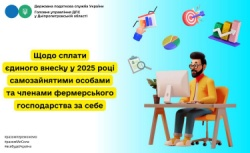 Державна податкова служба України
Головне управління ДПС
у Дніпропетровській області
Щодо сплати
єдиного внеску у 2025 році
самозайнятими особами
та членами фермерського
господарства за себе